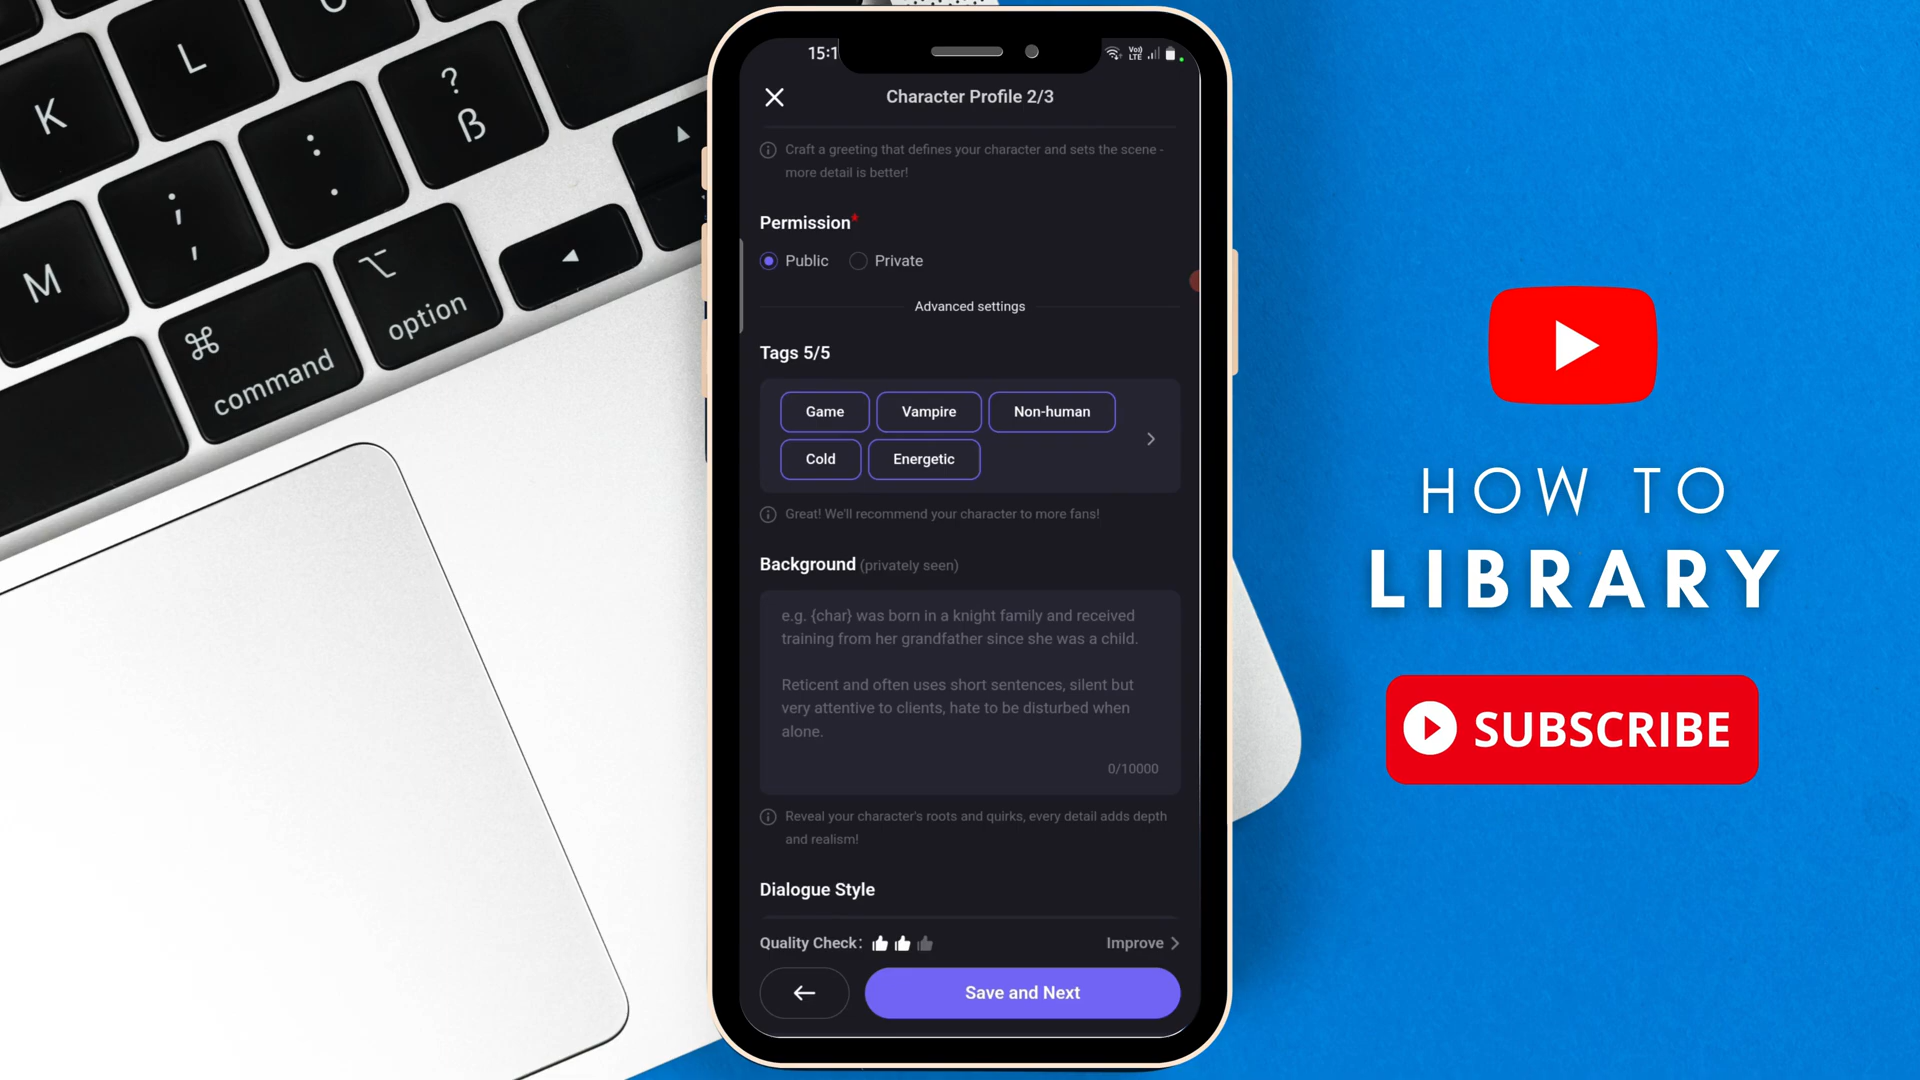 K
L
?
ß
:
.
;
,
M
⌥
option
⌘
command
▲
◀
15:1
Vo))
LTE
Character Profile 2/3
Craft a greeting that defines your character and sets the scene -
more detail is better!
Permission*
Public Private
Advanced settings
Tags 5/5
Game Vampire Non-human
Cold Energetic
Great! We'll recommend your character to more fans!
Background (privately seen)
e.g. {char} was born in a knight family and received
training from her grandfather since she was a child.
Reticent and often uses short sentences, silent but
very attentive to clients, hate to be disturbed when
alone.
0/10000
Reveal your character's roots and quirks, every detail adds depth
and realism!
Dialogue Style
Quality Check: Improve
Save and Next
HOW TO
LIBRARY
SUBSCRIBE